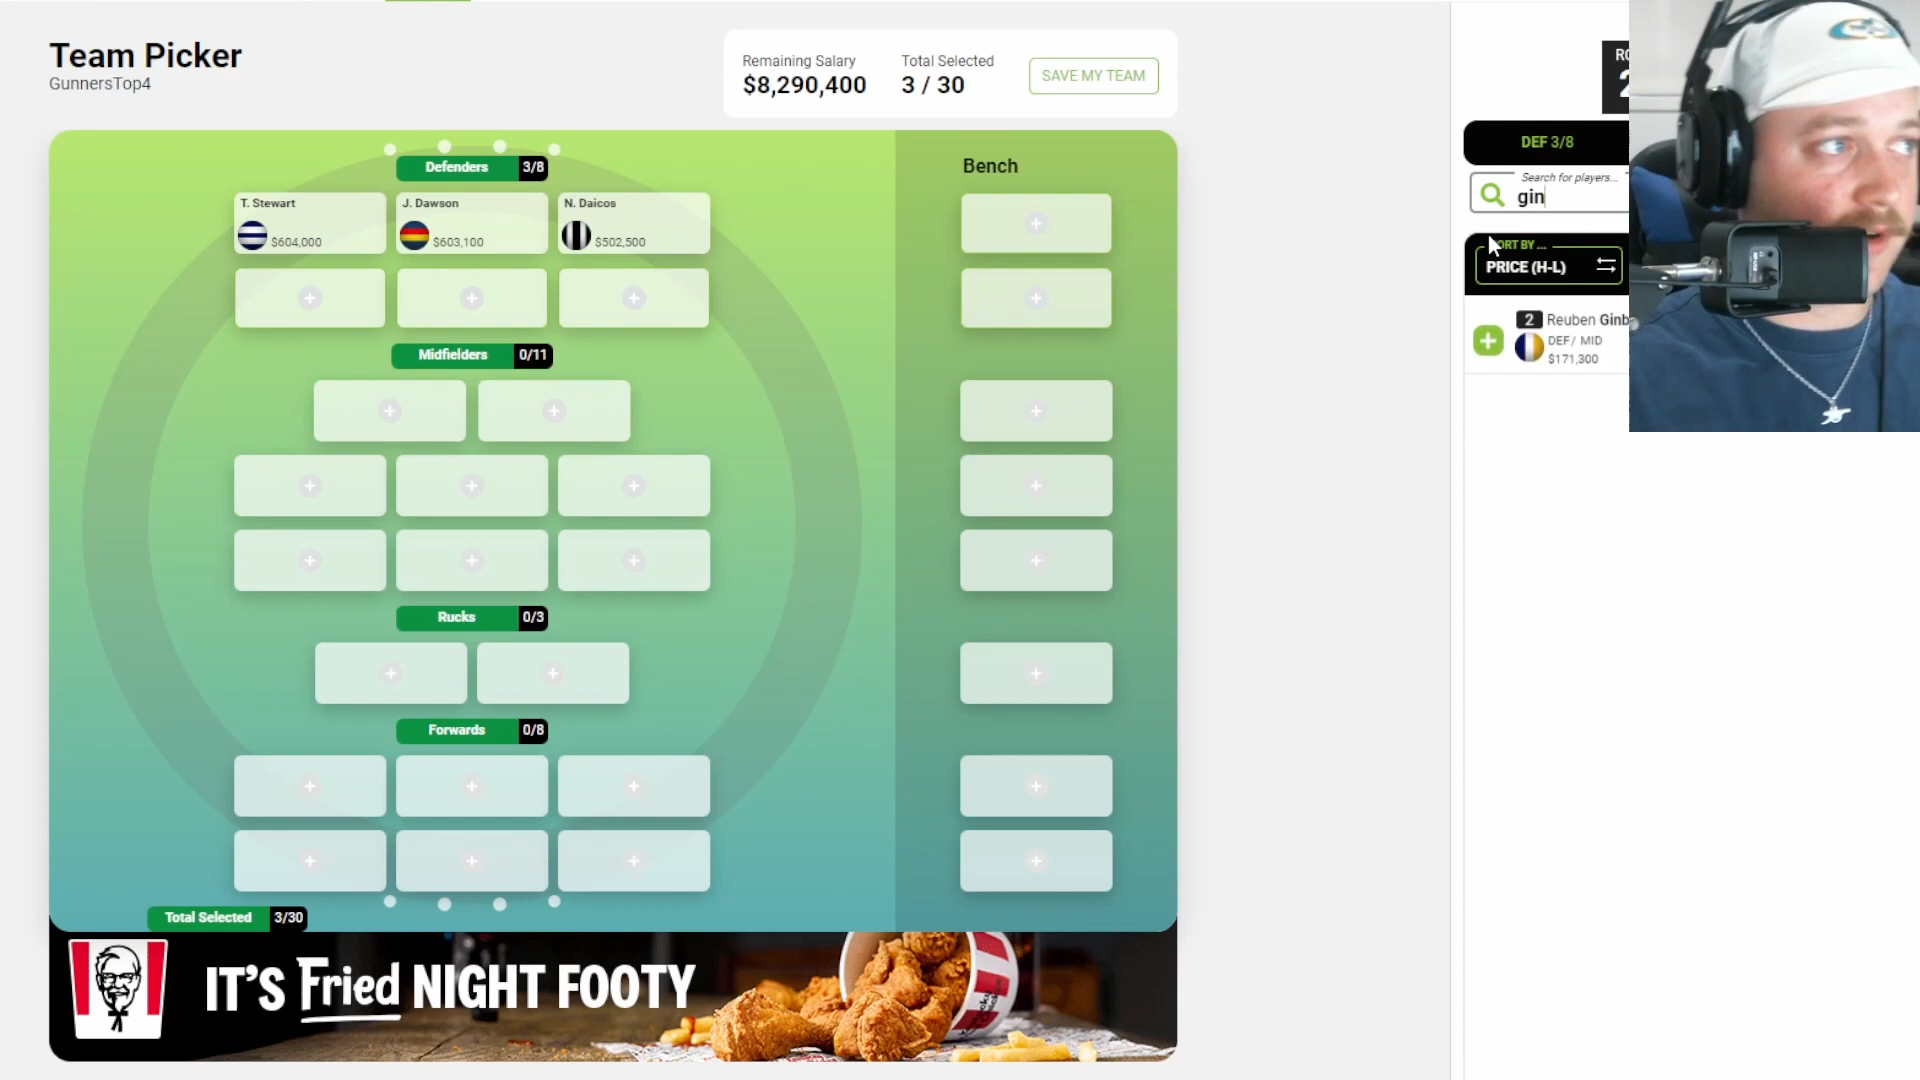 Team Picker
GunnersTop4
Remaining Salary
$8,290,400
Total Selected
3 / 30
SAVE MY TEAM
Defenders 3/8
Bench
T. Stewart
$604,000
J. Dawson
$603,100
N. Daicos
$502,500
Midfielders 0/11
Rucks 0/3
Forwards 0/8
Total Selected 3/30
IT'S Fried NIGHT FOOTY
DEF 3/8
Search for players...
gin
PRICE (H-L)
2 Reuben
DEF / MID
$171,300